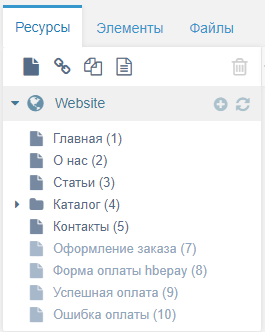 Ресурсы Элементы Файлы
Website
Главная (1)
О нас (2)
Статьи (3)
Каталог (4)
Контакты (5)
Оформление заказа (7)
Форма оплаты hbepay (8)
Успешная оплата (9)
Ошибка оплаты (10)